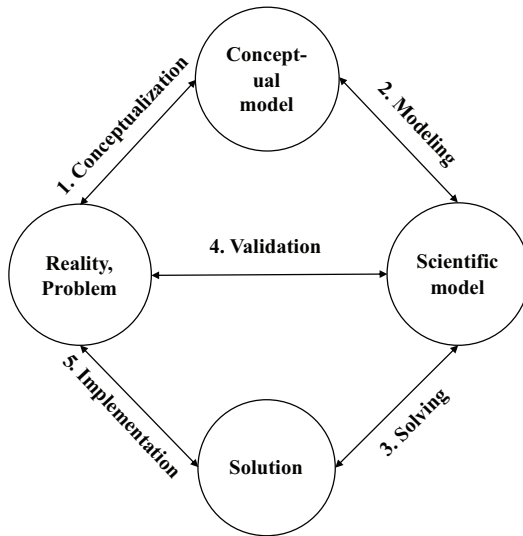 Concept-
ual
model
1. Conceptualization
2. Modeling
Reality,
Problem
4. Validation
Scientific
model
5. Implementation
3. Solving
Solution